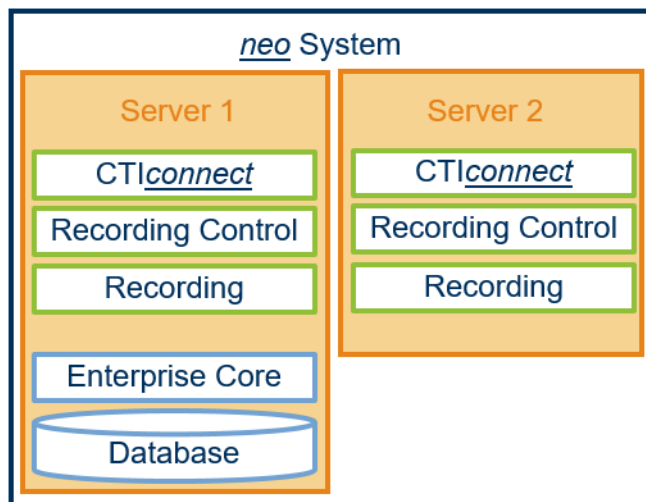 neo System
Server 1
CTIconnect
Recording Control
Recording
Enterprise Core
Database
Server 2
CTIconnect
Recording Control
Recording